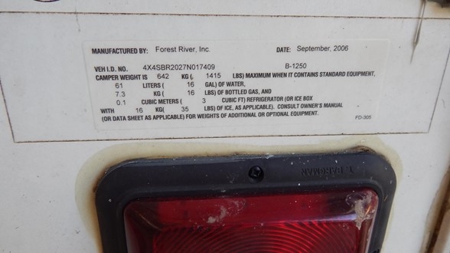 MANUFACTURED BY: Forest River, Inc. DATE: September, 2006
VEH I.D. NO. 4X4SBR2027N017409 B-1250
CAMPER WEIGHT IS 642 KG, ( 1415 LBS) MAXIMUM WHEN IT CONTAINS STANDARD EQUIPMENT,
61 LITERS ( 16 GAL) OF WATER,
7.3 KG ( 16 LBS) OF BOTTLED GAS, AND
0.1 CUBIC METERS ( 3 CUBIC FT) REFRIGERATOR (OR ICE BOX
WITH 16 KG( 35 LBS) OF ICE, AS APPLICABLE). CONSULT OWNER'S MANUAL
(OR DATA SHEET AS APPLICABLE) FOR WEIGHTS OF ADDITIONAL OR OPTIONAL EQUIPMENT.